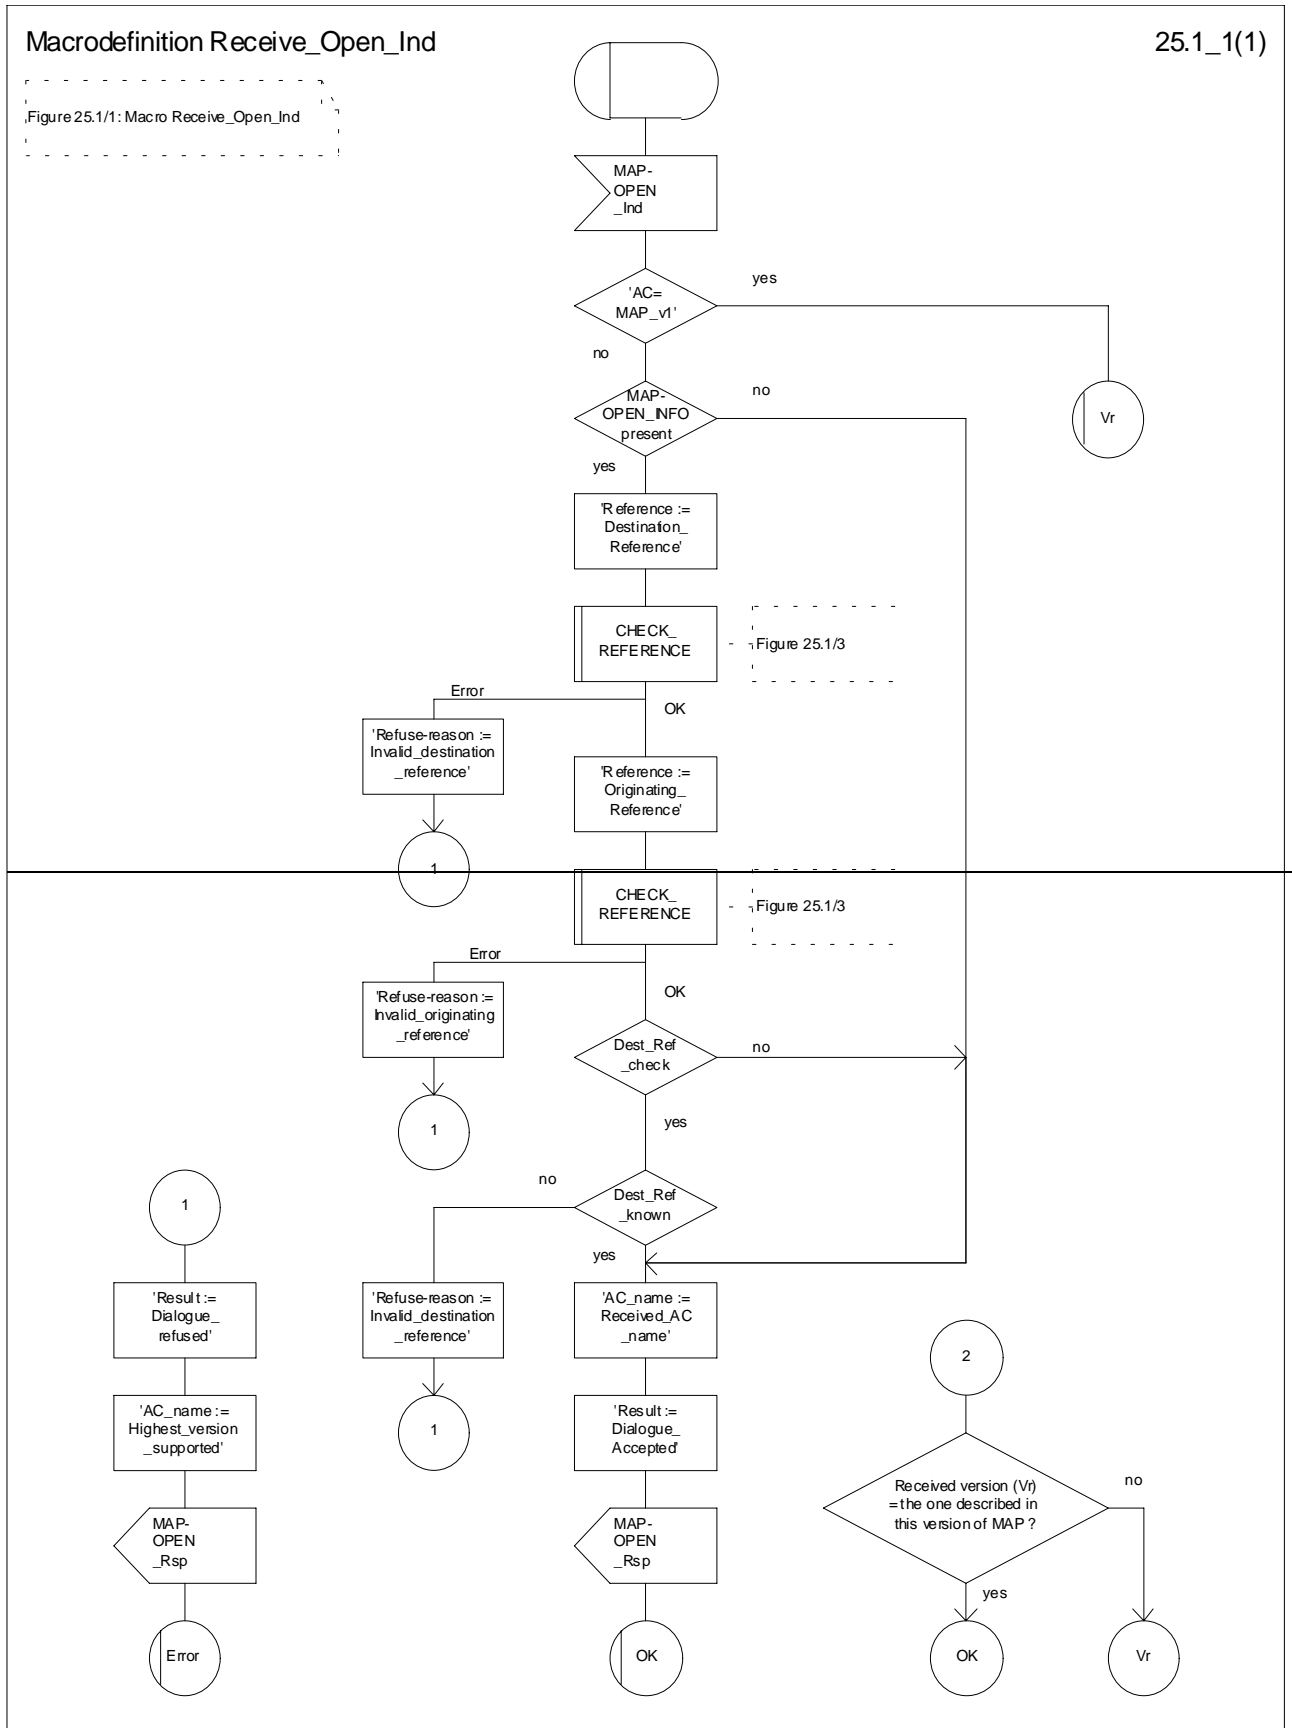 Macrodefinition Receive_Open_Ind
25.1_1(1)
Figure 25.1/1: Macro Receive_Open_Ind
MAP-
OPEN
_Ind
'AC=
MAP_v1'
yes
no
MAP-
OPEN_INFO
present
no
Vr
yes
'Reference :=
Destination_
Reference'
CHECK_
REFERENCE
Figure 25.1/3
Error
OK
'Refuse-reason :=
Invalid_destination
_reference'
'Reference :=
Originating_
Reference'
1
CHECK_
REFERENCE
Figure 25.1/3
Error
OK
'Refuse-reason :=
Invalid_originating
_reference'
Dest_Ref
_check
no
1
yes
1
no
Dest_Ref
_known
yes
'Result :=
Dialogue_
refused'
'Refuse-reason :=
Invalid_destination
_reference'
'AC_name :=
Received_AC
_name'
2
'AC_name :=
Highest_version
_supported'
1
'Result :=
Dialogue_
Accepted'
Received version (Vr)
= the one described in
this version of MAP ?
no
MAP-
OPEN
_Rsp
MAP-
OPEN
_Rsp
yes
Error
OK
OK
Vr